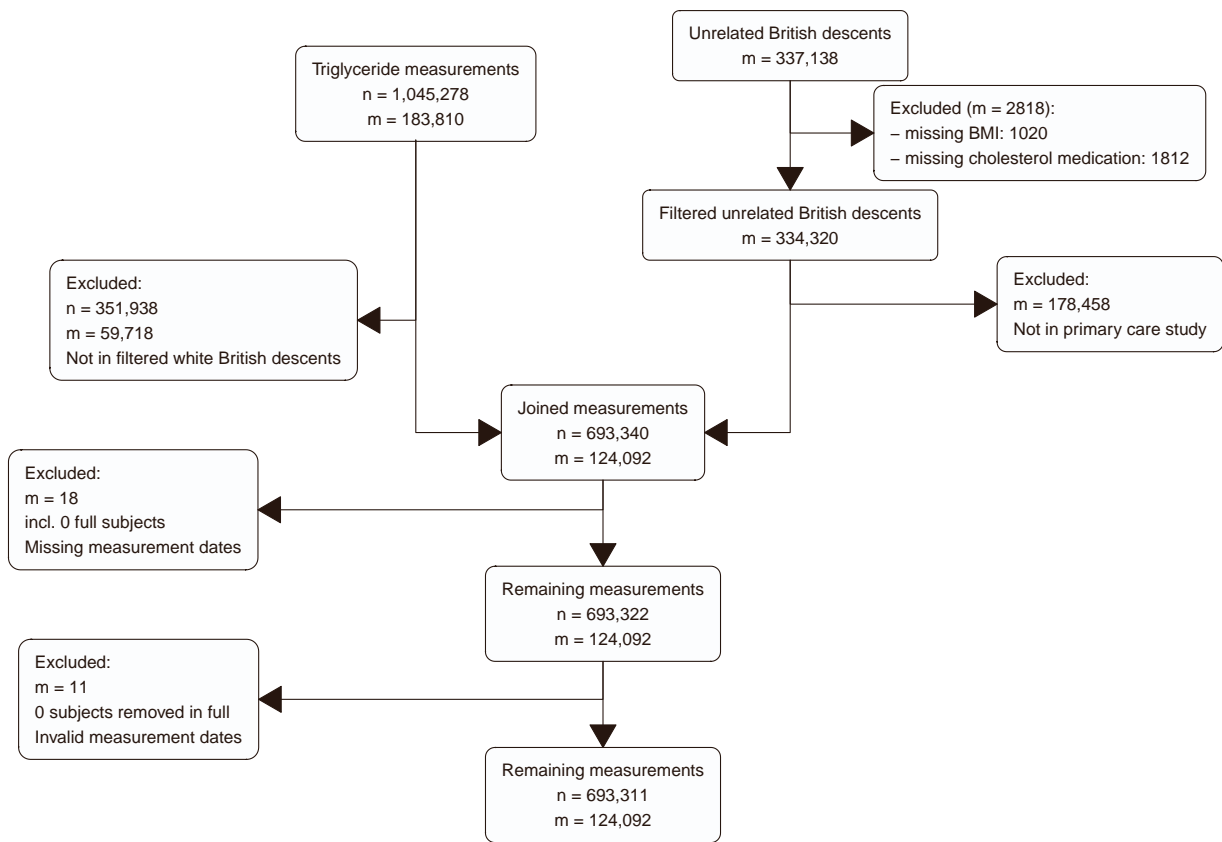 Unrelated British descents
m = 337,138
Triglyceride measurements
n = 1,045,278
m = 183,810
Excluded (m = 2818):
– missing BMI: 1020
– missing cholesterol medication: 1812
Filtered unrelated British descents
m = 334,320
Excluded:
n = 351,938
m = 59,718
Not in filtered white British descents
Excluded:
m = 178,458
Not in primary care study
Joined measurements
n = 693,340
m = 124,092
Excluded:
m = 18
incl. 0 full subjects
Missing measurement dates
Remaining measurements
n = 693,322
m = 124,092
Excluded:
m = 11
0 subjects removed in full
Invalid measurement dates
Remaining measurements
n = 693,311
m = 124,092